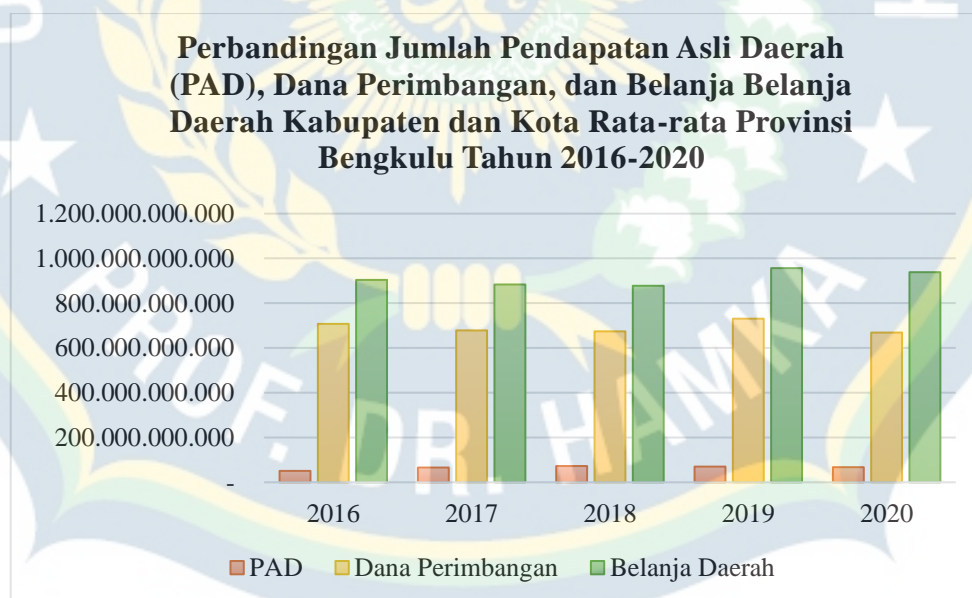 Perbandingan Jumlah Pendapatan Asli Daerah
(PAD), Dana Perimbangan, dan Belanja Belanja
Daerah Kabupaten dan Kota Rata-rata Provinsi
Bengkulu Tahun 2016-2020
1.200.000.000.000
1.000.000.000.000
800.000.000.000
600.000.000.000
400.000.000.000
200.000.000.000
-
2016 2017 2018 2019 2020
PAD Dana Perimbangan Belanja Daerah
PROF. DR. HAMKA